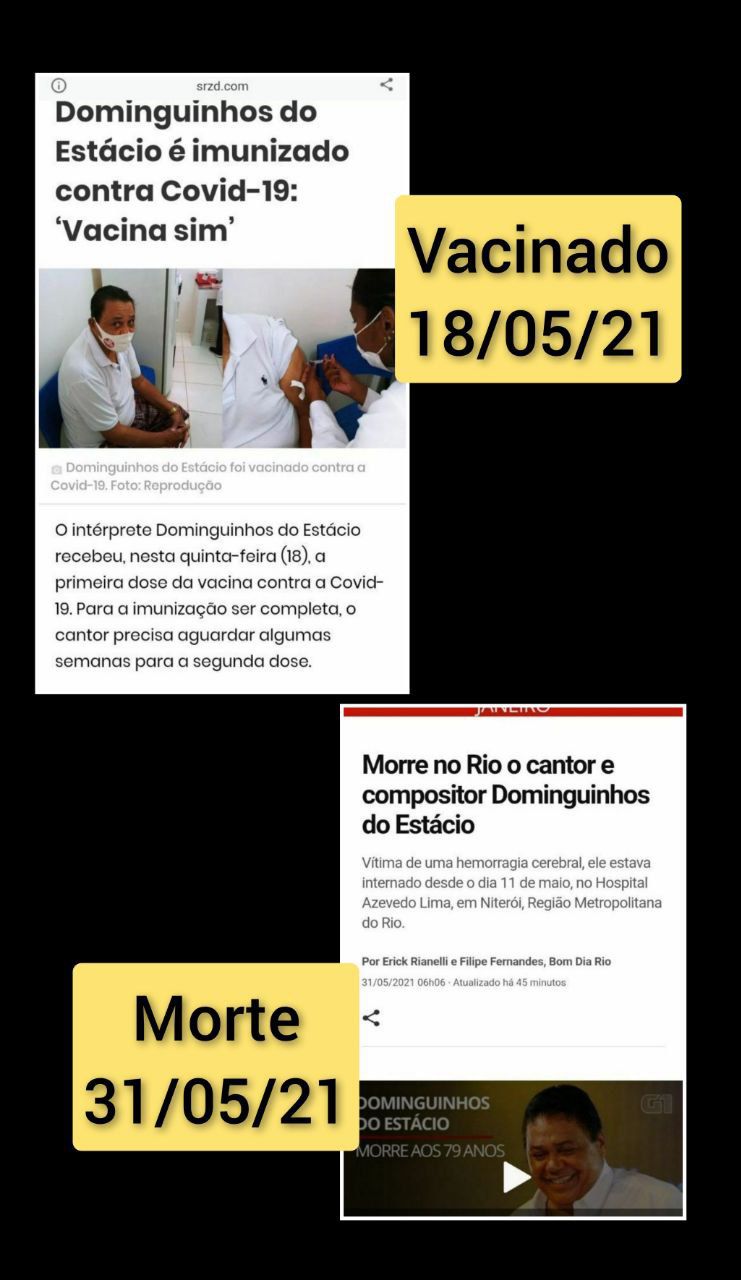 srzd.com
Dominguinhos do
Estácio é imunizado
contra Covid-19:
‘Vacina sim’
Vacinado
18/05/21
Dominguinhos do Estácio foi vacinado contra a
Covid-19. Foto: Reprodução
O intérprete Dominguinhos do Estácio
recebeu, nesta quinta-feira (18), a
primeira dose da vacina contra a Covid-
19. Para a imunização ser completa, o
cantor precisa aguardar algumas
semanas para a segunda dose.
JANEIRO
Morre no Rio o cantor e
compositor Dominguinhos
do Estácio
Vítima de uma hemorragia cerebral, ele estava
internado desde o dia 11 de maio, no Hospital
Azevedo Lima, em Niterói, Região Metropolitana
do Rio.
Por Erick Rianelli e Filipe Fernandes, Bom Dia Rio
31/05/2021 06h06 · Atualizado há 45 minutos
Morte
31/05/21
DOMINGUINHOS
DO ESTÁCIO
MORRE AOS 79 ANOS
G1